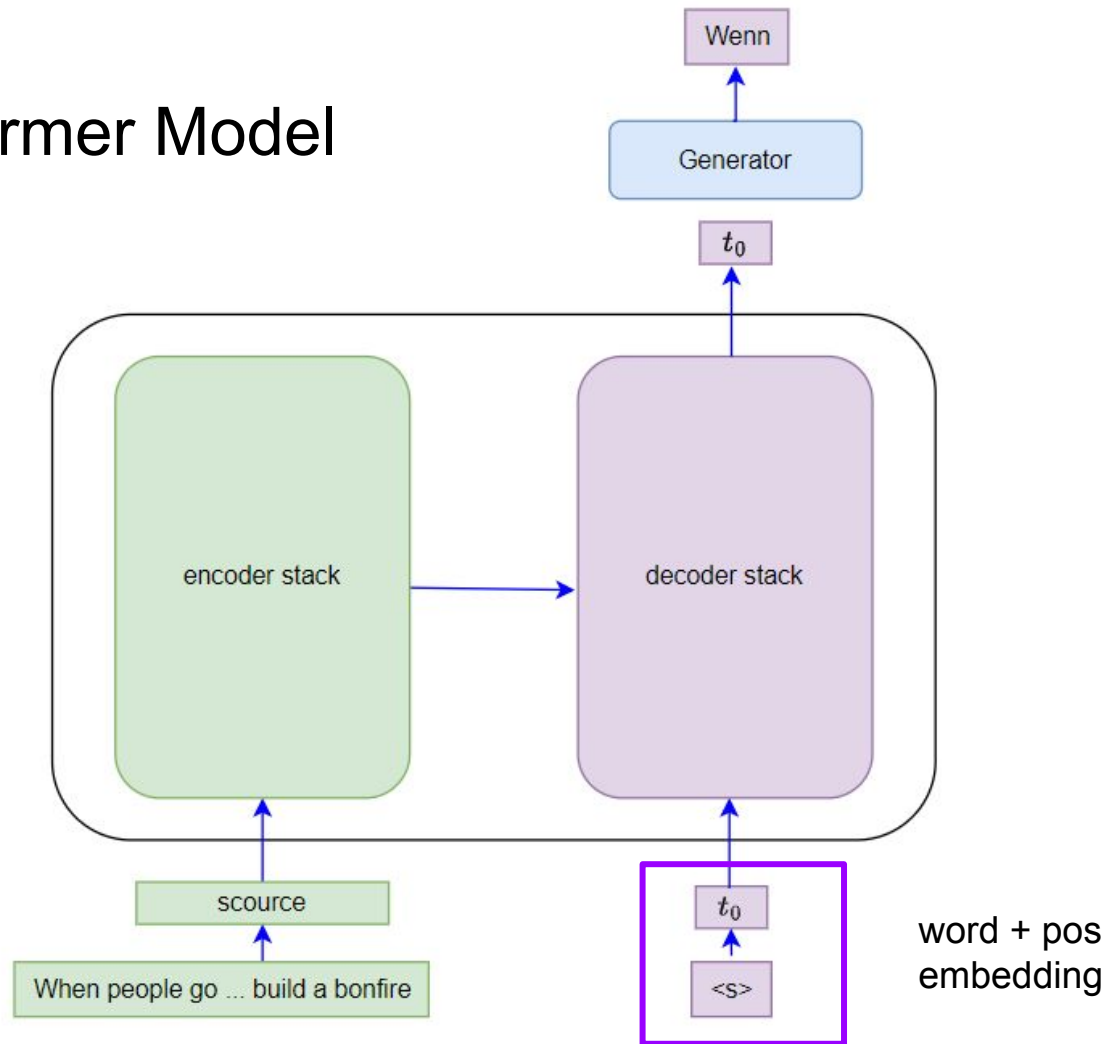 Wenn
rmer Model
Generator
t₀
encoder stack
decoder stack
scource
t₀
word + pos
embedding
When people go ... build a bonfire
<s>